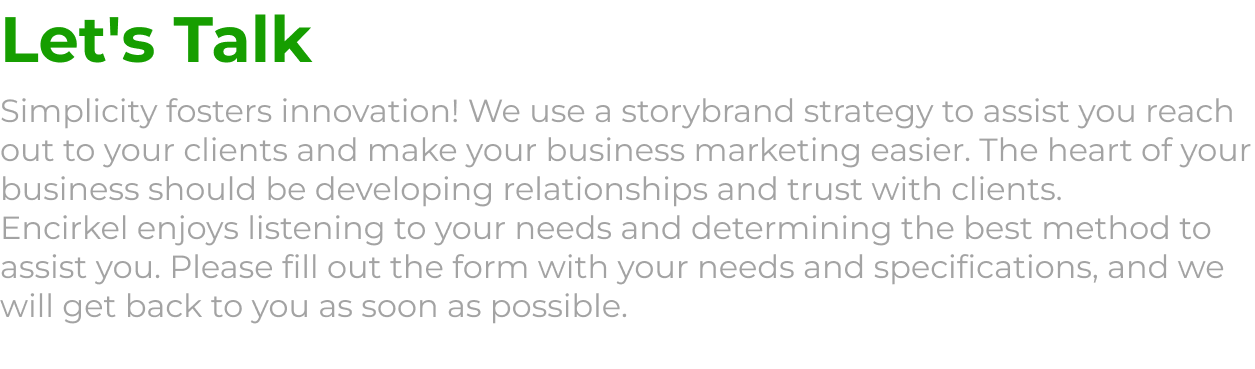 Let's Talk
Simplicity fosters innovation! We use a storybrand strategy to assist you reach
out to your clients and make your business marketing easier. The heart of your
business should be developing relationships and trust with clients.
Encirkel enjoys listening to your needs and determining the best method to
assist you. Please fill out the form with your needs and specifications, and we
will get back to you as soon as possible.